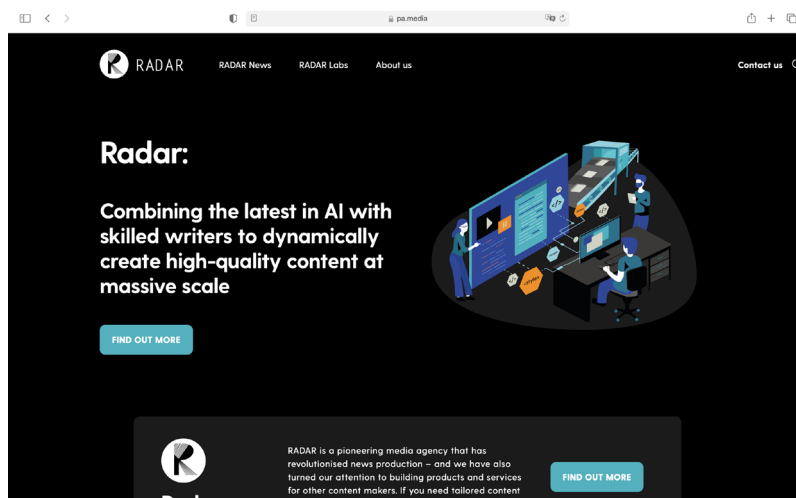 pa.media
RADAR
RADAR News
RADAR Labs
About us
Contact us
Radar:
Combining the latest in AI with
skilled writers to dynamically
create high-quality content at
massive scale
FIND OUT MORE
RADAR is a pioneering media agency that has
revolutionised news production – and we have also
turned our attention to building products and services
for other content makers. If you need tailored content
FIND OUT MORE